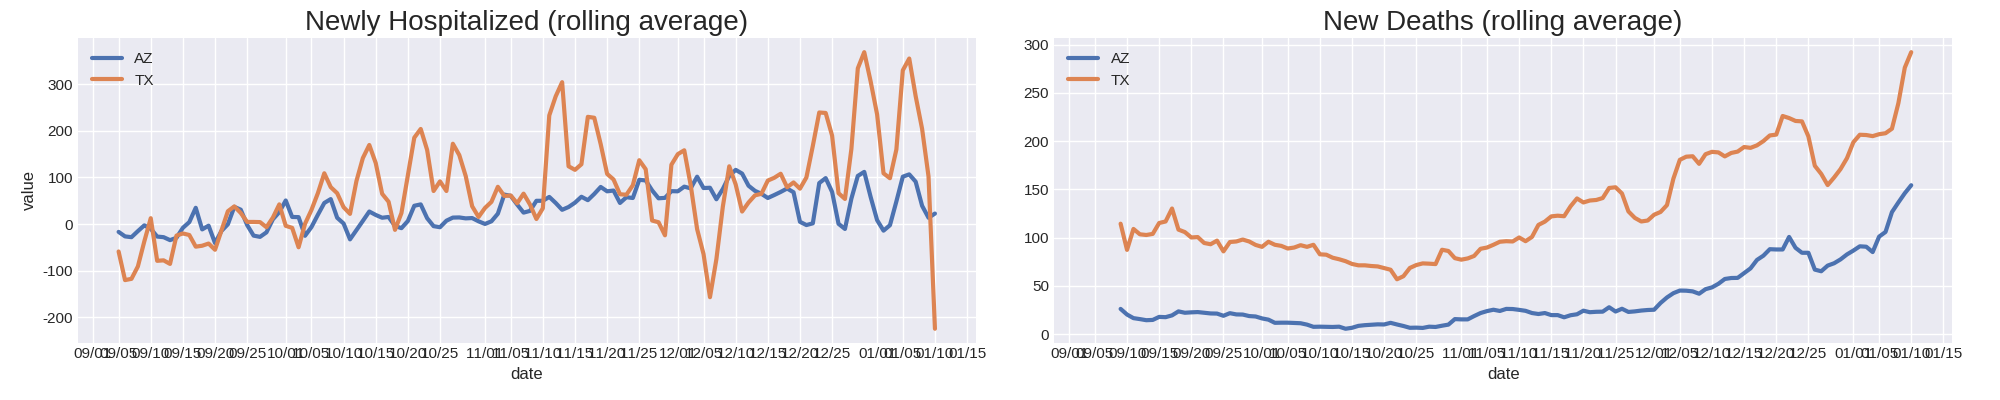 Newly Hospitalized (rolling average)
AZ
TX
300
200
100
0
-100
-200
value
09/01 09/05 09/10 09/15 09/20 09/25 10/01 10/05 10/10 10/15 10/20 10/25 11/01 11/05 11/10 11/15 11/20 11/25 12/01 12/05 12/10 12/15 12/20 12/25 01/01 01/05 01/10 01/15
date
New Deaths (rolling average)
AZ
TX
300
250
200
150
100
50
0
09/01 09/05 09/10 09/15 09/20 09/25 10/01 10/05 10/10 10/15 10/20 10/25 11/01 11/05 11/10 11/15 11/20 11/25 12/01 12/05 12/10 12/15 12/20 12/25 01/01 01/05 01/10 01/15
date